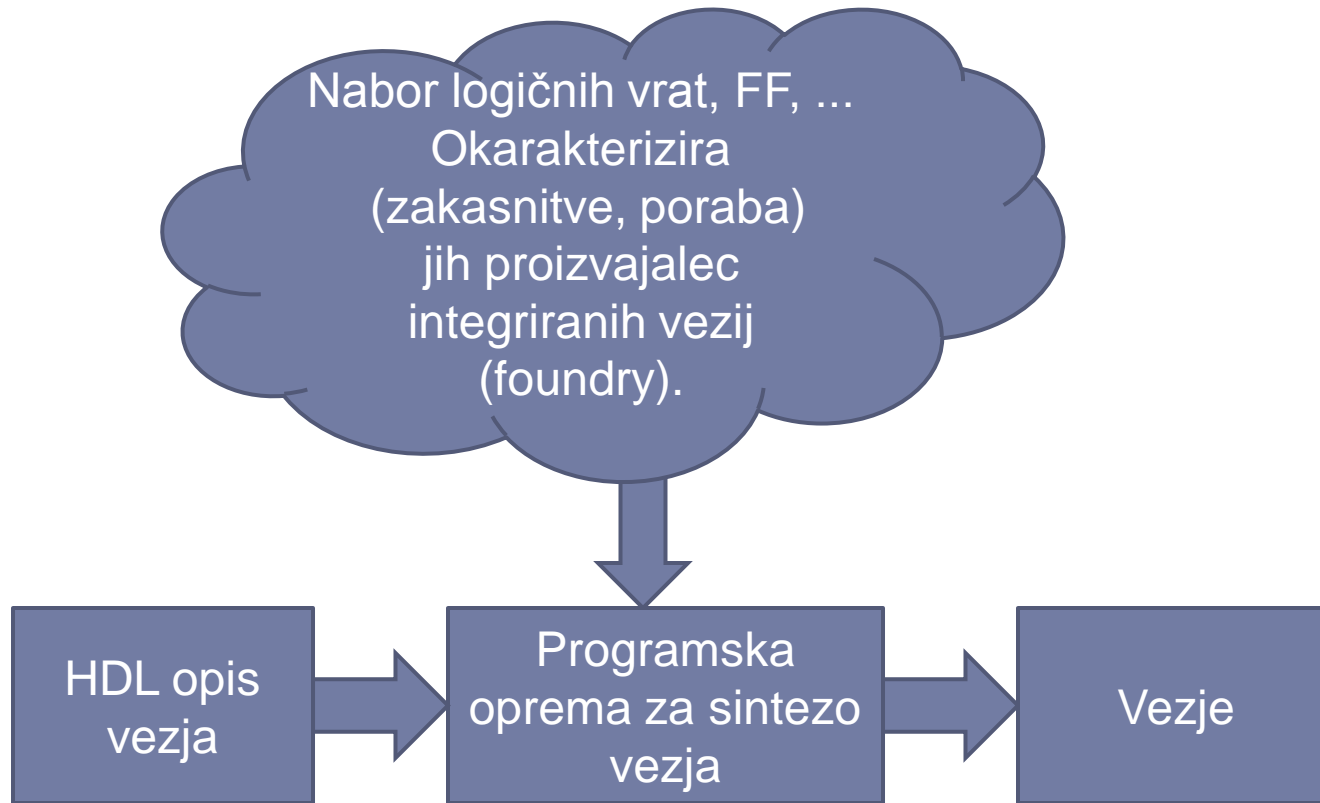 Nabor logičnih vrat, FF, ...
Okarakterizira
(zakasnitve, poraba)
jih proizvajalec
integriranih vezij
(foundry).
HDL opis
vezja
Programska
oprema za sintezo
vezja
Vezje